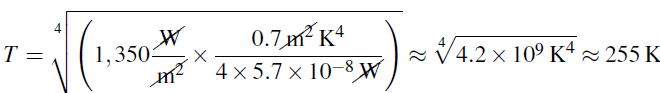 T = ⁴√(1,350 W/m² × 0.7 m² K⁴ / 4 × 5.7 × 10⁻⁸ W) ≈ ⁴√4.2 × 10⁹ K⁴ ≈ 255 K